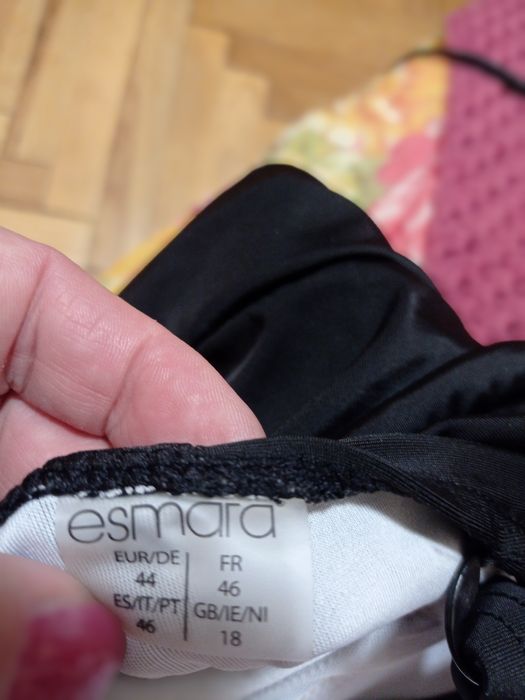 esmara
EUR/DE
44
ES/IT/PT
46
FR
46
GB/IE/NI
18